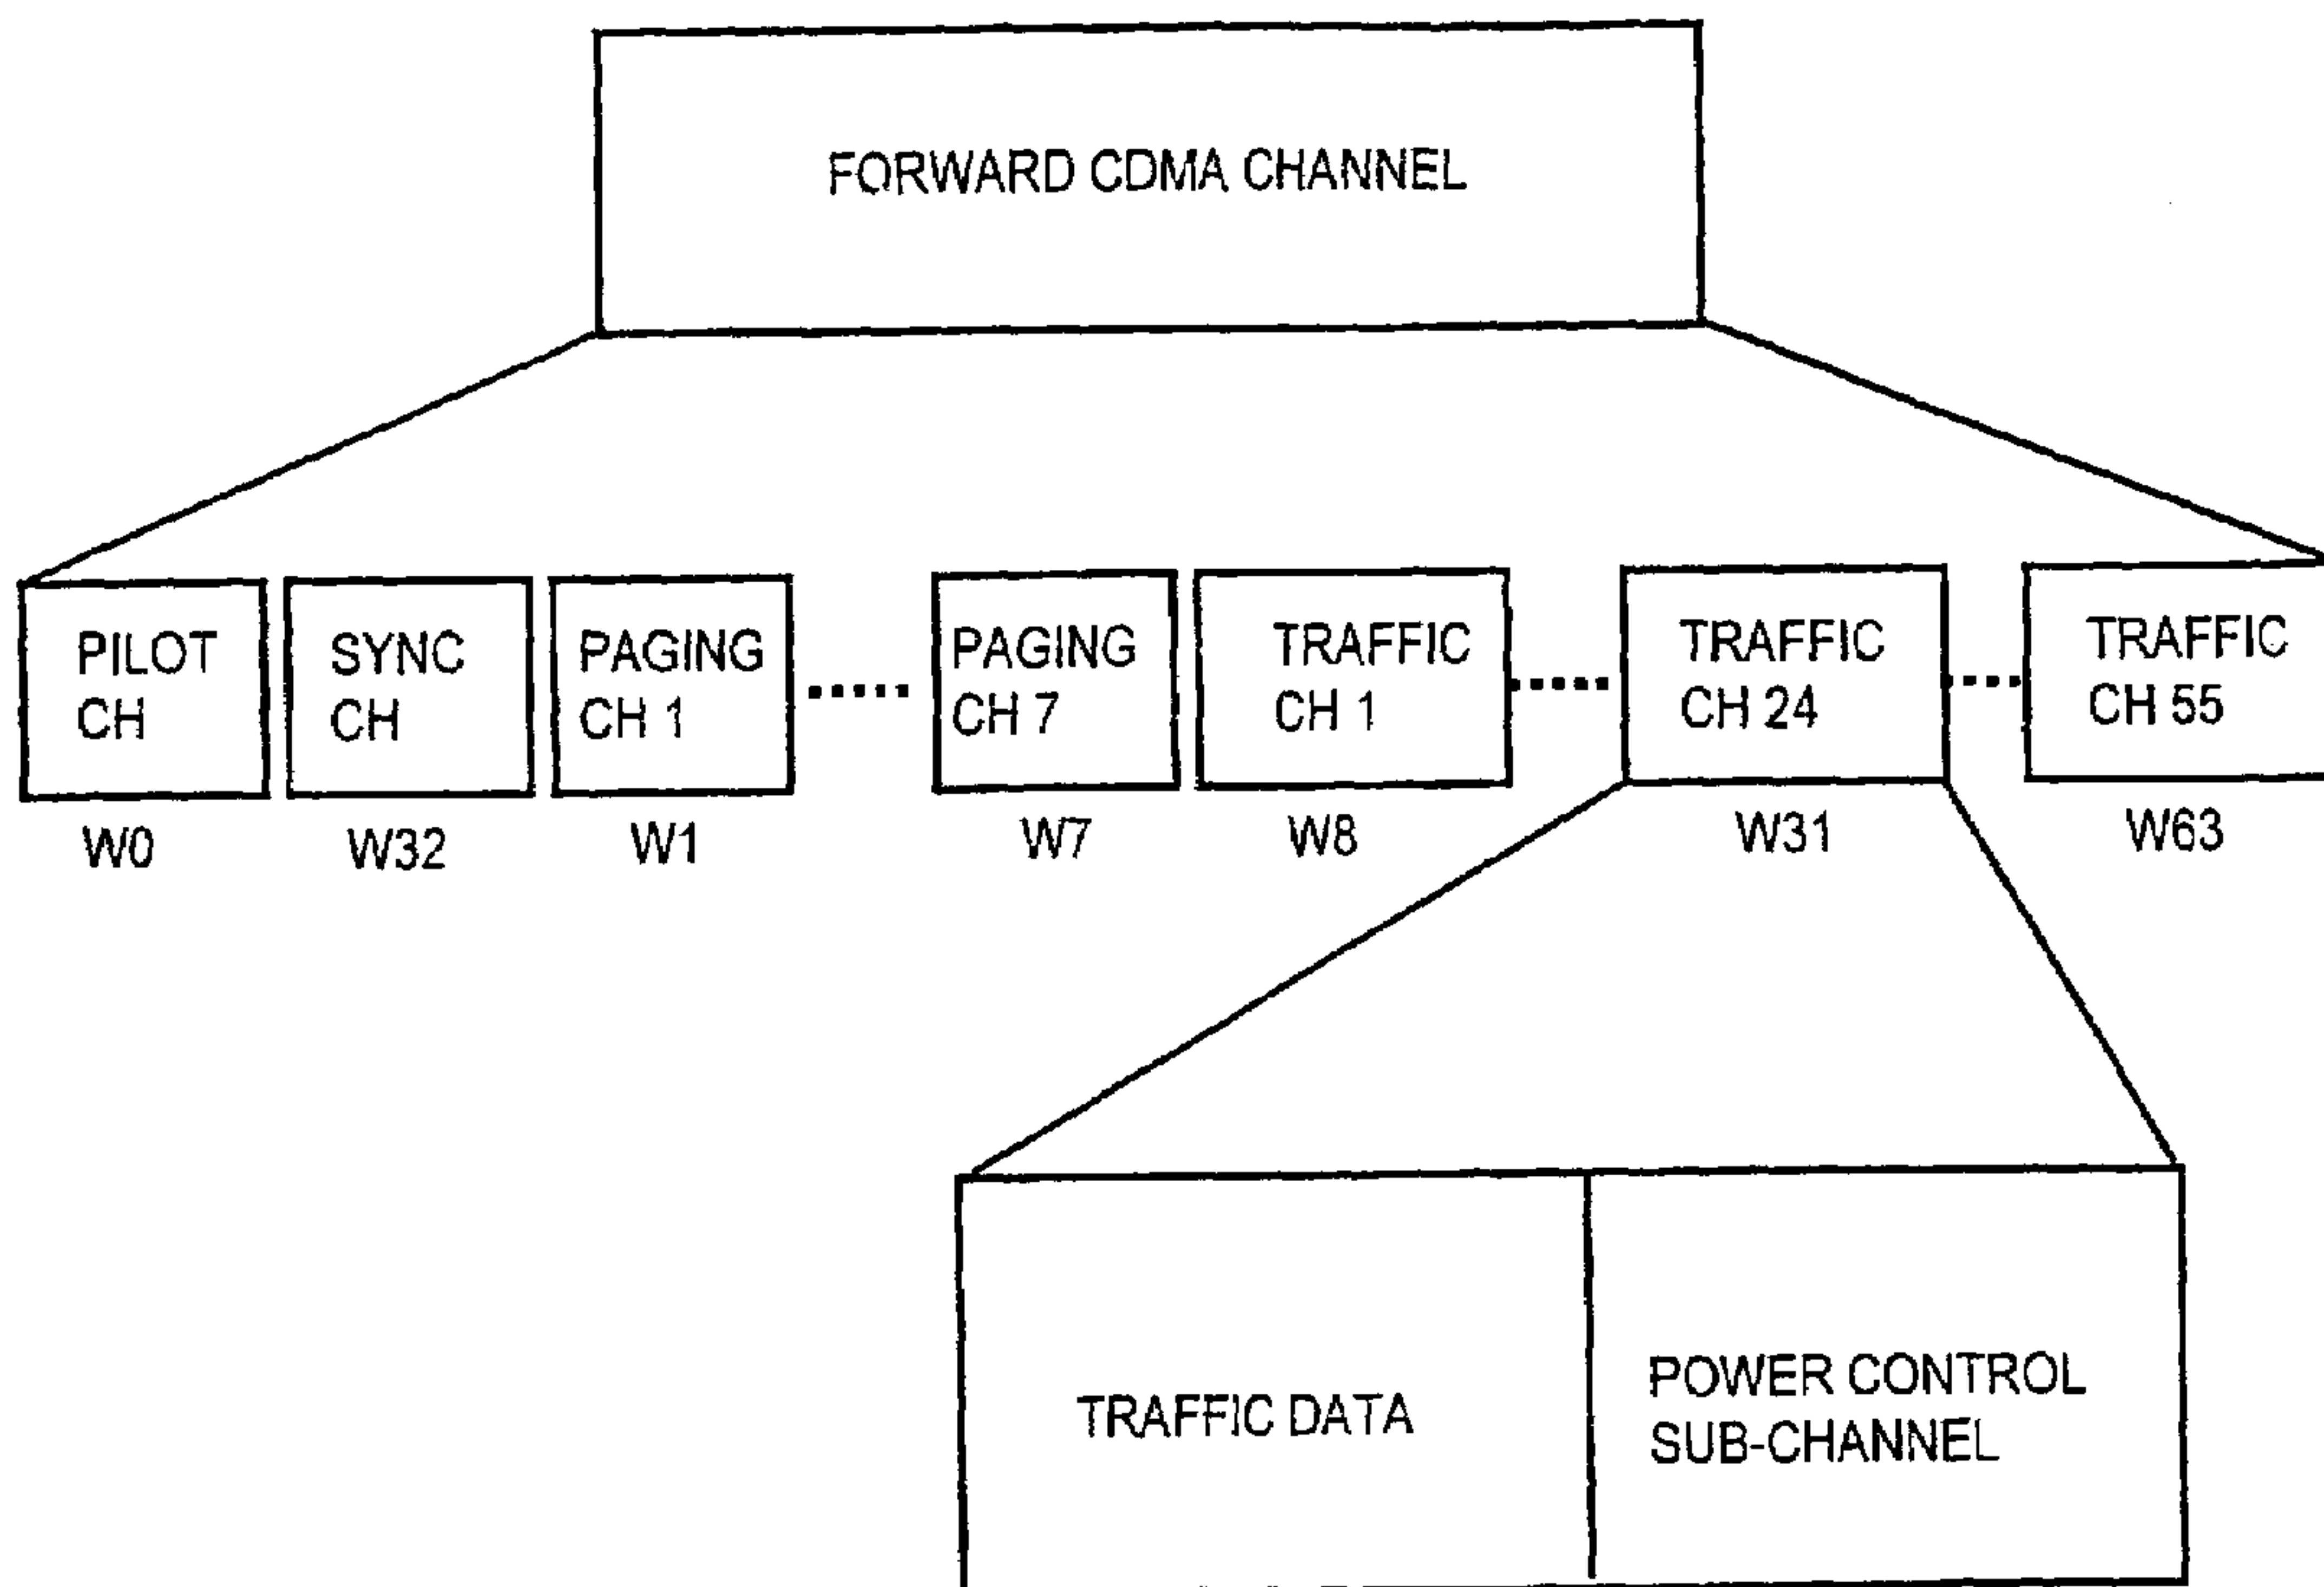 FORWARD CDMA CHANNEL
PILOT
CH
SYNC
CH
PAGING
CH 1
PAGING
CH 7
TRAFFIC
CH 1
TRAFFIC
CH 24
TRAFFIC
CH 55
W0
W32
W1
W7
W8
W31
W63
TRAFFIC DATA
POWER CONTROL
SUB-CHANNEL